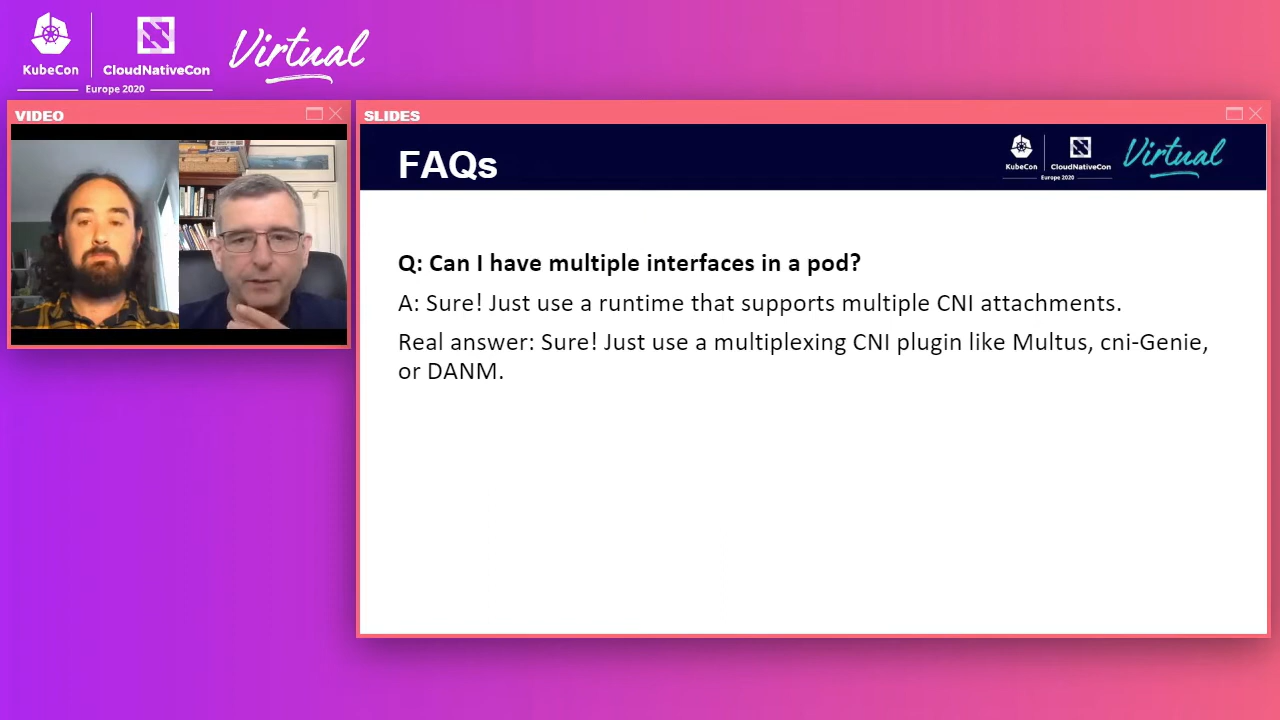 KubeCon
CloudNativeCon
Europe 2020
Virtual
VIDEO
SLIDES
FAQs
KubeCon
CloudNativeCon
Europe 2020
Virtual
Q: Can I have multiple interfaces in a pod?
A: Sure! Just use a runtime that supports multiple CNI attachments.
Real answer: Sure! Just use a multiplexing CNI plugin like Multus, cni-Genie,
or DANM.